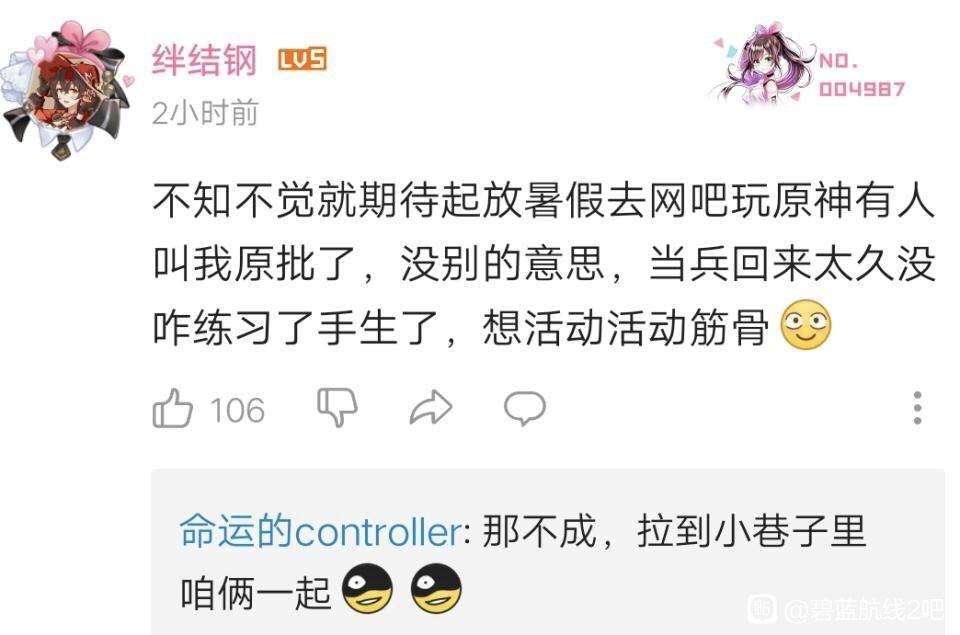 绊结钢 LV5
NO.
004987
2小时前
不知不觉就期待起放暑假去网吧玩原神有人
叫我原批了，没别的意思，当兵回来太久没
咋练习了手生了，想活动活动筋骨
106
命运的controller: 那不成，拉到小巷子里
咱俩一起
@碧蓝航线2吧